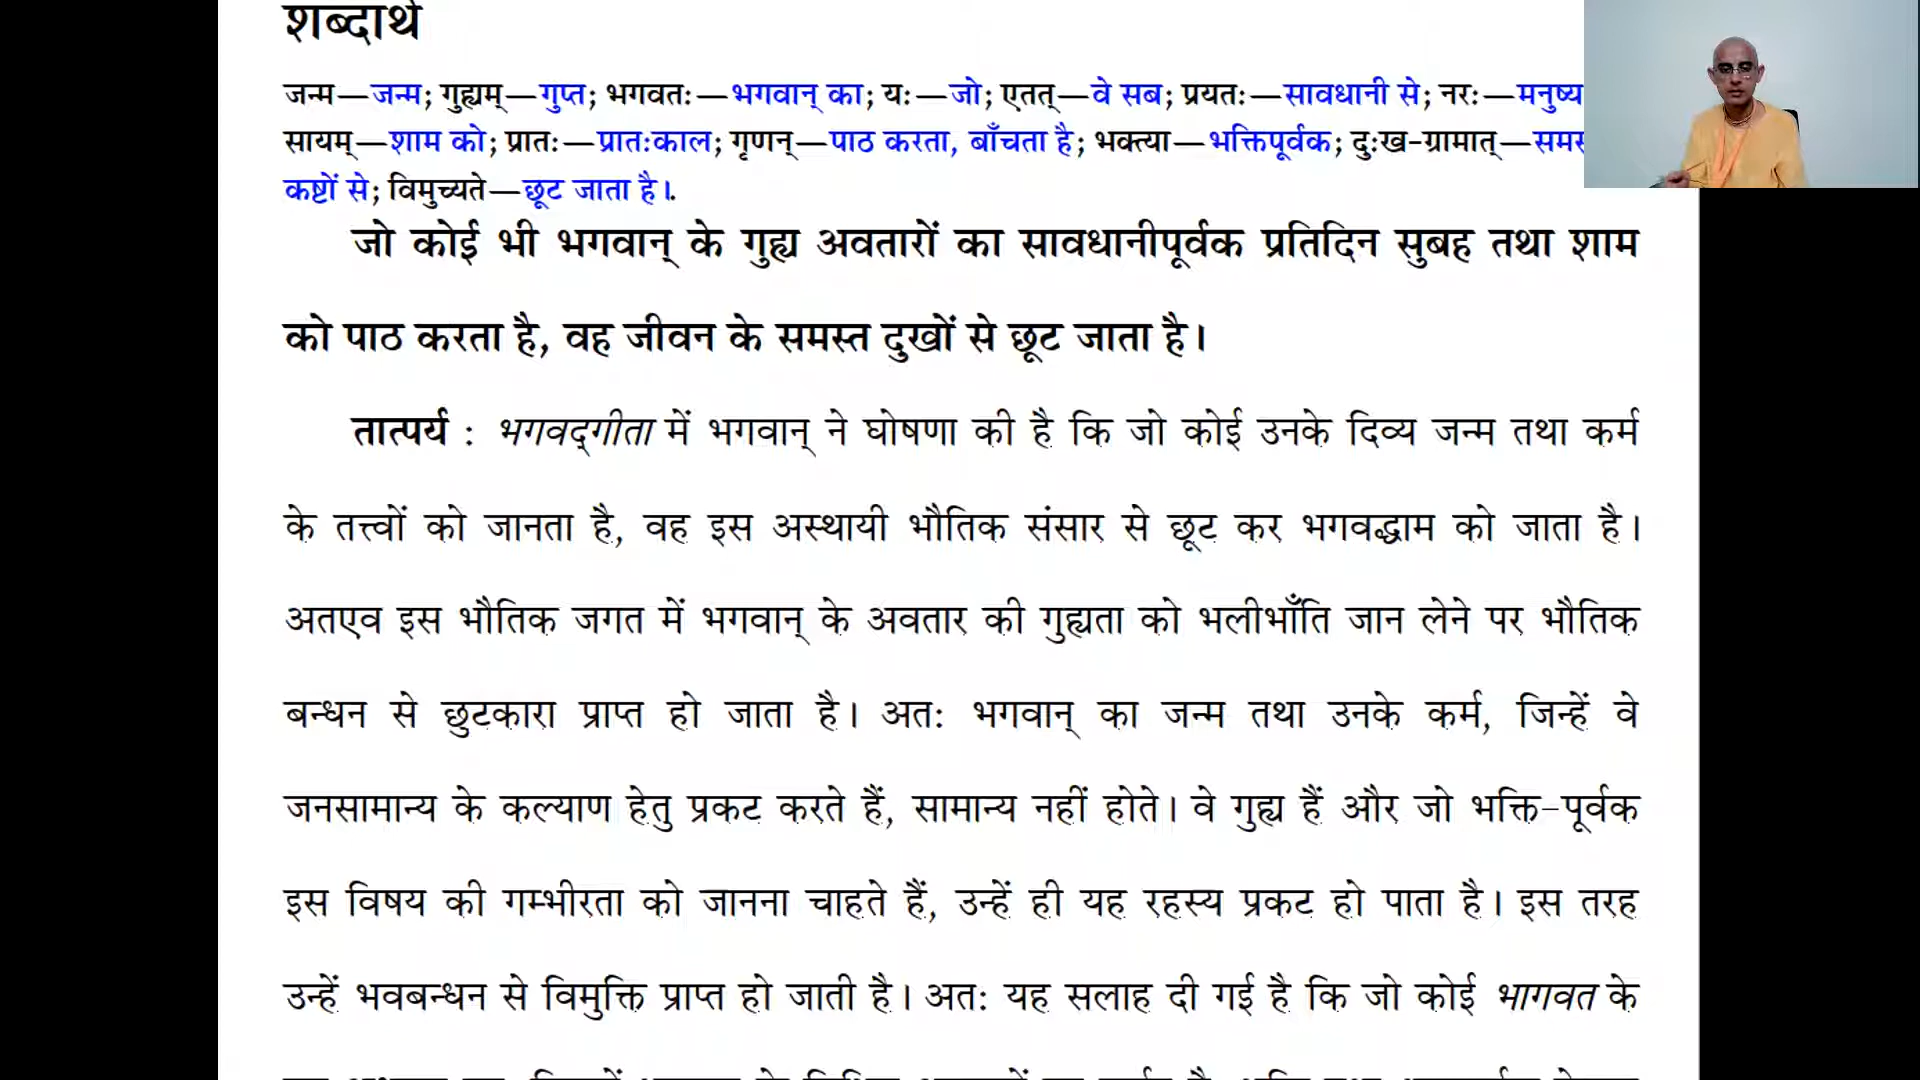 शब्दार्थ
जन्म—जन्म; गुह्यम्—गुप्त; भगवतः—भगवान् का; यः—जो; एतत्—वे सब; प्रयतः—सावधानी से; नरः—मनुष्य
सायम्—शाम को; प्रातः—प्रातःकाल; गृणन्—पाठ करता, बाँचता है; भक्त्या—भक्तिपूर्वक; दुःख-ग्रामात्—
कष्टों से; विमुच्यते—छूट जाता है।.
जो कोई भी भगवान् के गुह्य अवतारों का सावधानीपूर्वक प्रतिदिन सुबह तथा शाम
को पाठ करता है, वह जीवन के समस्त दुखों से छूट जाता है।
तात्पर्य : भगवद्‌गीता में भगवान् ने घोषणा की है कि जो कोई उनके दिव्य जन्म तथा कर्म
के तत्त्वों को जानता है, वह इस अस्थायी भौतिक संसार से छूट कर भगवद्धाम को जाता है।
अतएव इस भौतिक जगत में भगवान् के अवतार की गुह्यता को भलीभाँति जान लेने पर भौतिक
बन्धन से छुटकारा प्राप्त हो जाता है। अतः भगवान् का जन्म तथा उनके कर्म, जिन्हें वे
जनसामान्य के कल्याण हेतु प्रकट करते हैं, सामान्य नहीं होते। वे गुह्य हैं और जो भक्ति-पूर्वक
इस विषय की गम्भीरता को जानना चाहते हैं, उन्हें ही यह रहस्य प्रकट हो पाता है। इस तरह
उन्हें भवबन्धन से विमुक्ति प्राप्त हो जाती है। अतः यह सलाह दी गई है कि जो कोई भागवत के